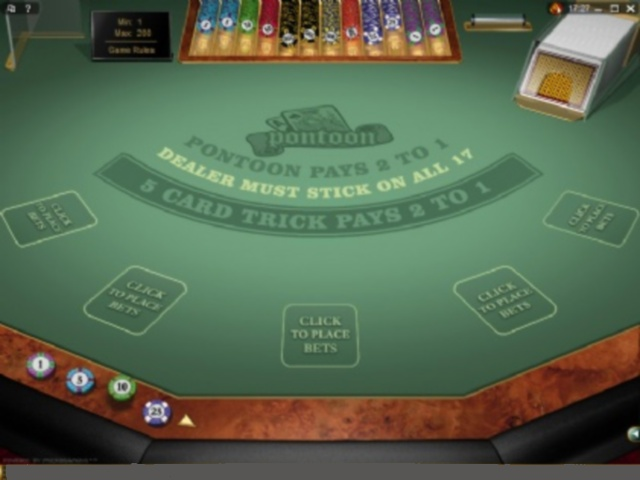 ?
17:27
Min: 1
Max: 200
Game Rules
pontoon
PONTOON PAYS 2 TO 1
DEALER MUST STICK ON ALL 17
5 CARD TRICK PAYS 2 TO 1
CLICK
TO PLACE
BETS
CLICK
TO PLACE
BETS
CLICK
TO PLACE
BETS
CLICK
TO PLACE
BETS
CLICK
TO PLACE
BETS
1
5
10
25